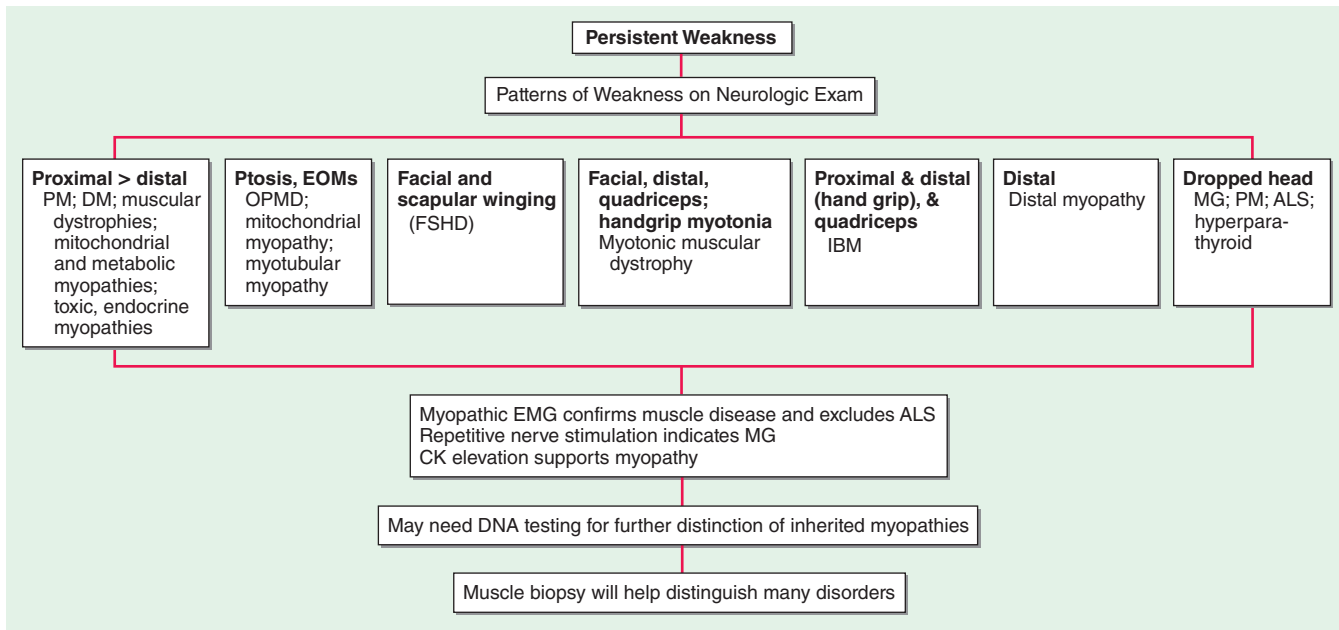 Persistent Weakness
Patterns of Weakness on Neurologic Exam
Proximal > distal
PM; DM; muscular
dystrophies;
mitochondrial
and metabolic
myopathies;
toxic, endocrine
myopathies
Ptosis, EOMs
OPMD;
mitochondrial
myopathy;
myotubular
myopathy
Facial and
scapular winging
(FSHD)
Facial, distal,
quadriceps;
handgrip myotonia
Myotonic muscular
dystrophy
Proximal & distal
(hand grip), &
quadriceps
IBM
Distal
Distal myopathy
Dropped head
MG; PM; ALS;
hyperpara-
thyroid
Myopathic EMG confirms muscle disease and excludes ALS
Repetitive nerve stimulation indicates MG
CK elevation supports myopathy
May need DNA testing for further distinction of inherited myopathies
Muscle biopsy will help distinguish many disorders